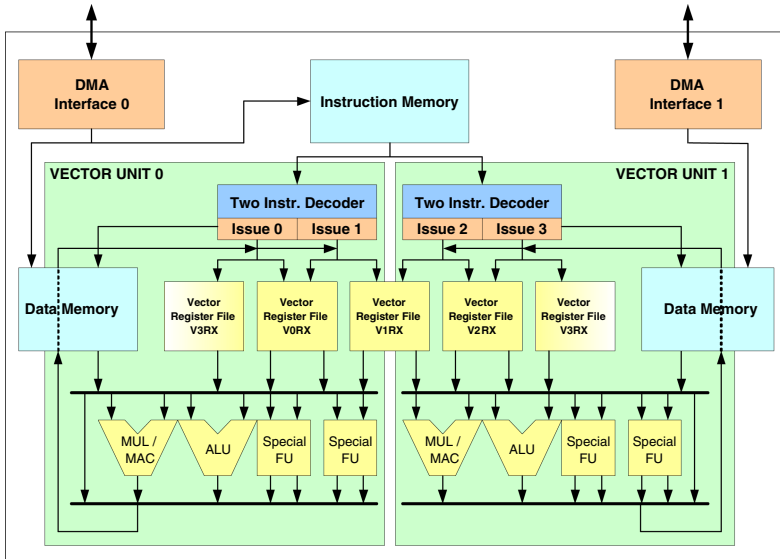 DMA
Interface 0
Instruction Memory
DMA
Interface 1
VECTOR UNIT 0
VECTOR UNIT 1
Two Instr. Decoder
Issue 0
Issue 1
Two Instr. Decoder
Issue 2
Issue 3
Data Memory
Vector
Register File
V3RX
Vector
Register File
V0RX
Vector
Register File
V1RX
Vector
Register File
V2RX
Vector
Register File
V3RX
Data Memory
MUL /
MAC
ALU
Special
FU
Special
FU
MUL /
MAC
ALU
Special
FU
Special
FU